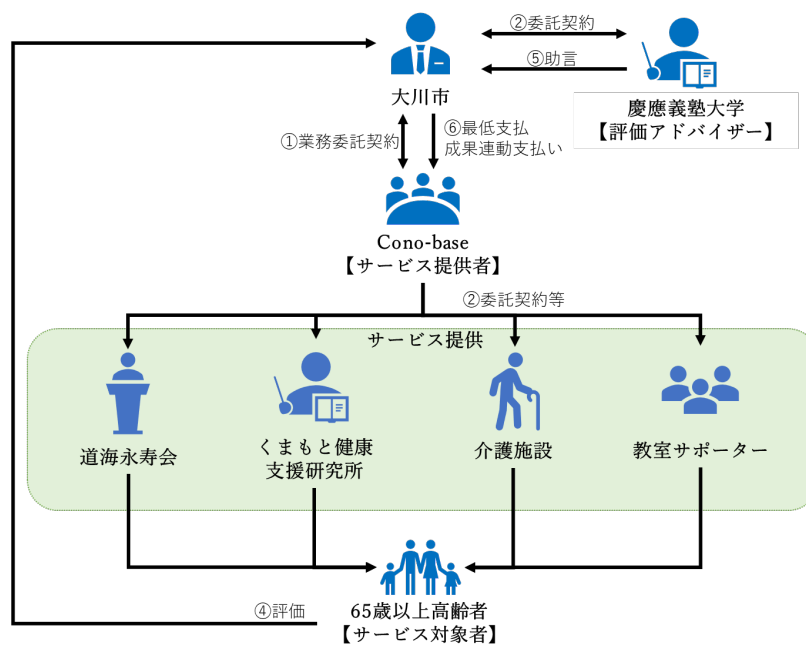 ②委託契約
⑤助言
大川市
慶應義塾大学
【評価アドバイザー】
①業務委託契約
⑥最低支払
成果連動支払い
Cono-base
【サービス提供者】
②委託契約等
サービス提供
道海永寿会
くまもと健康
支援研究所
介護施設
教室サポーター
④評価
65歳以上高齢者
【サービス対象者】